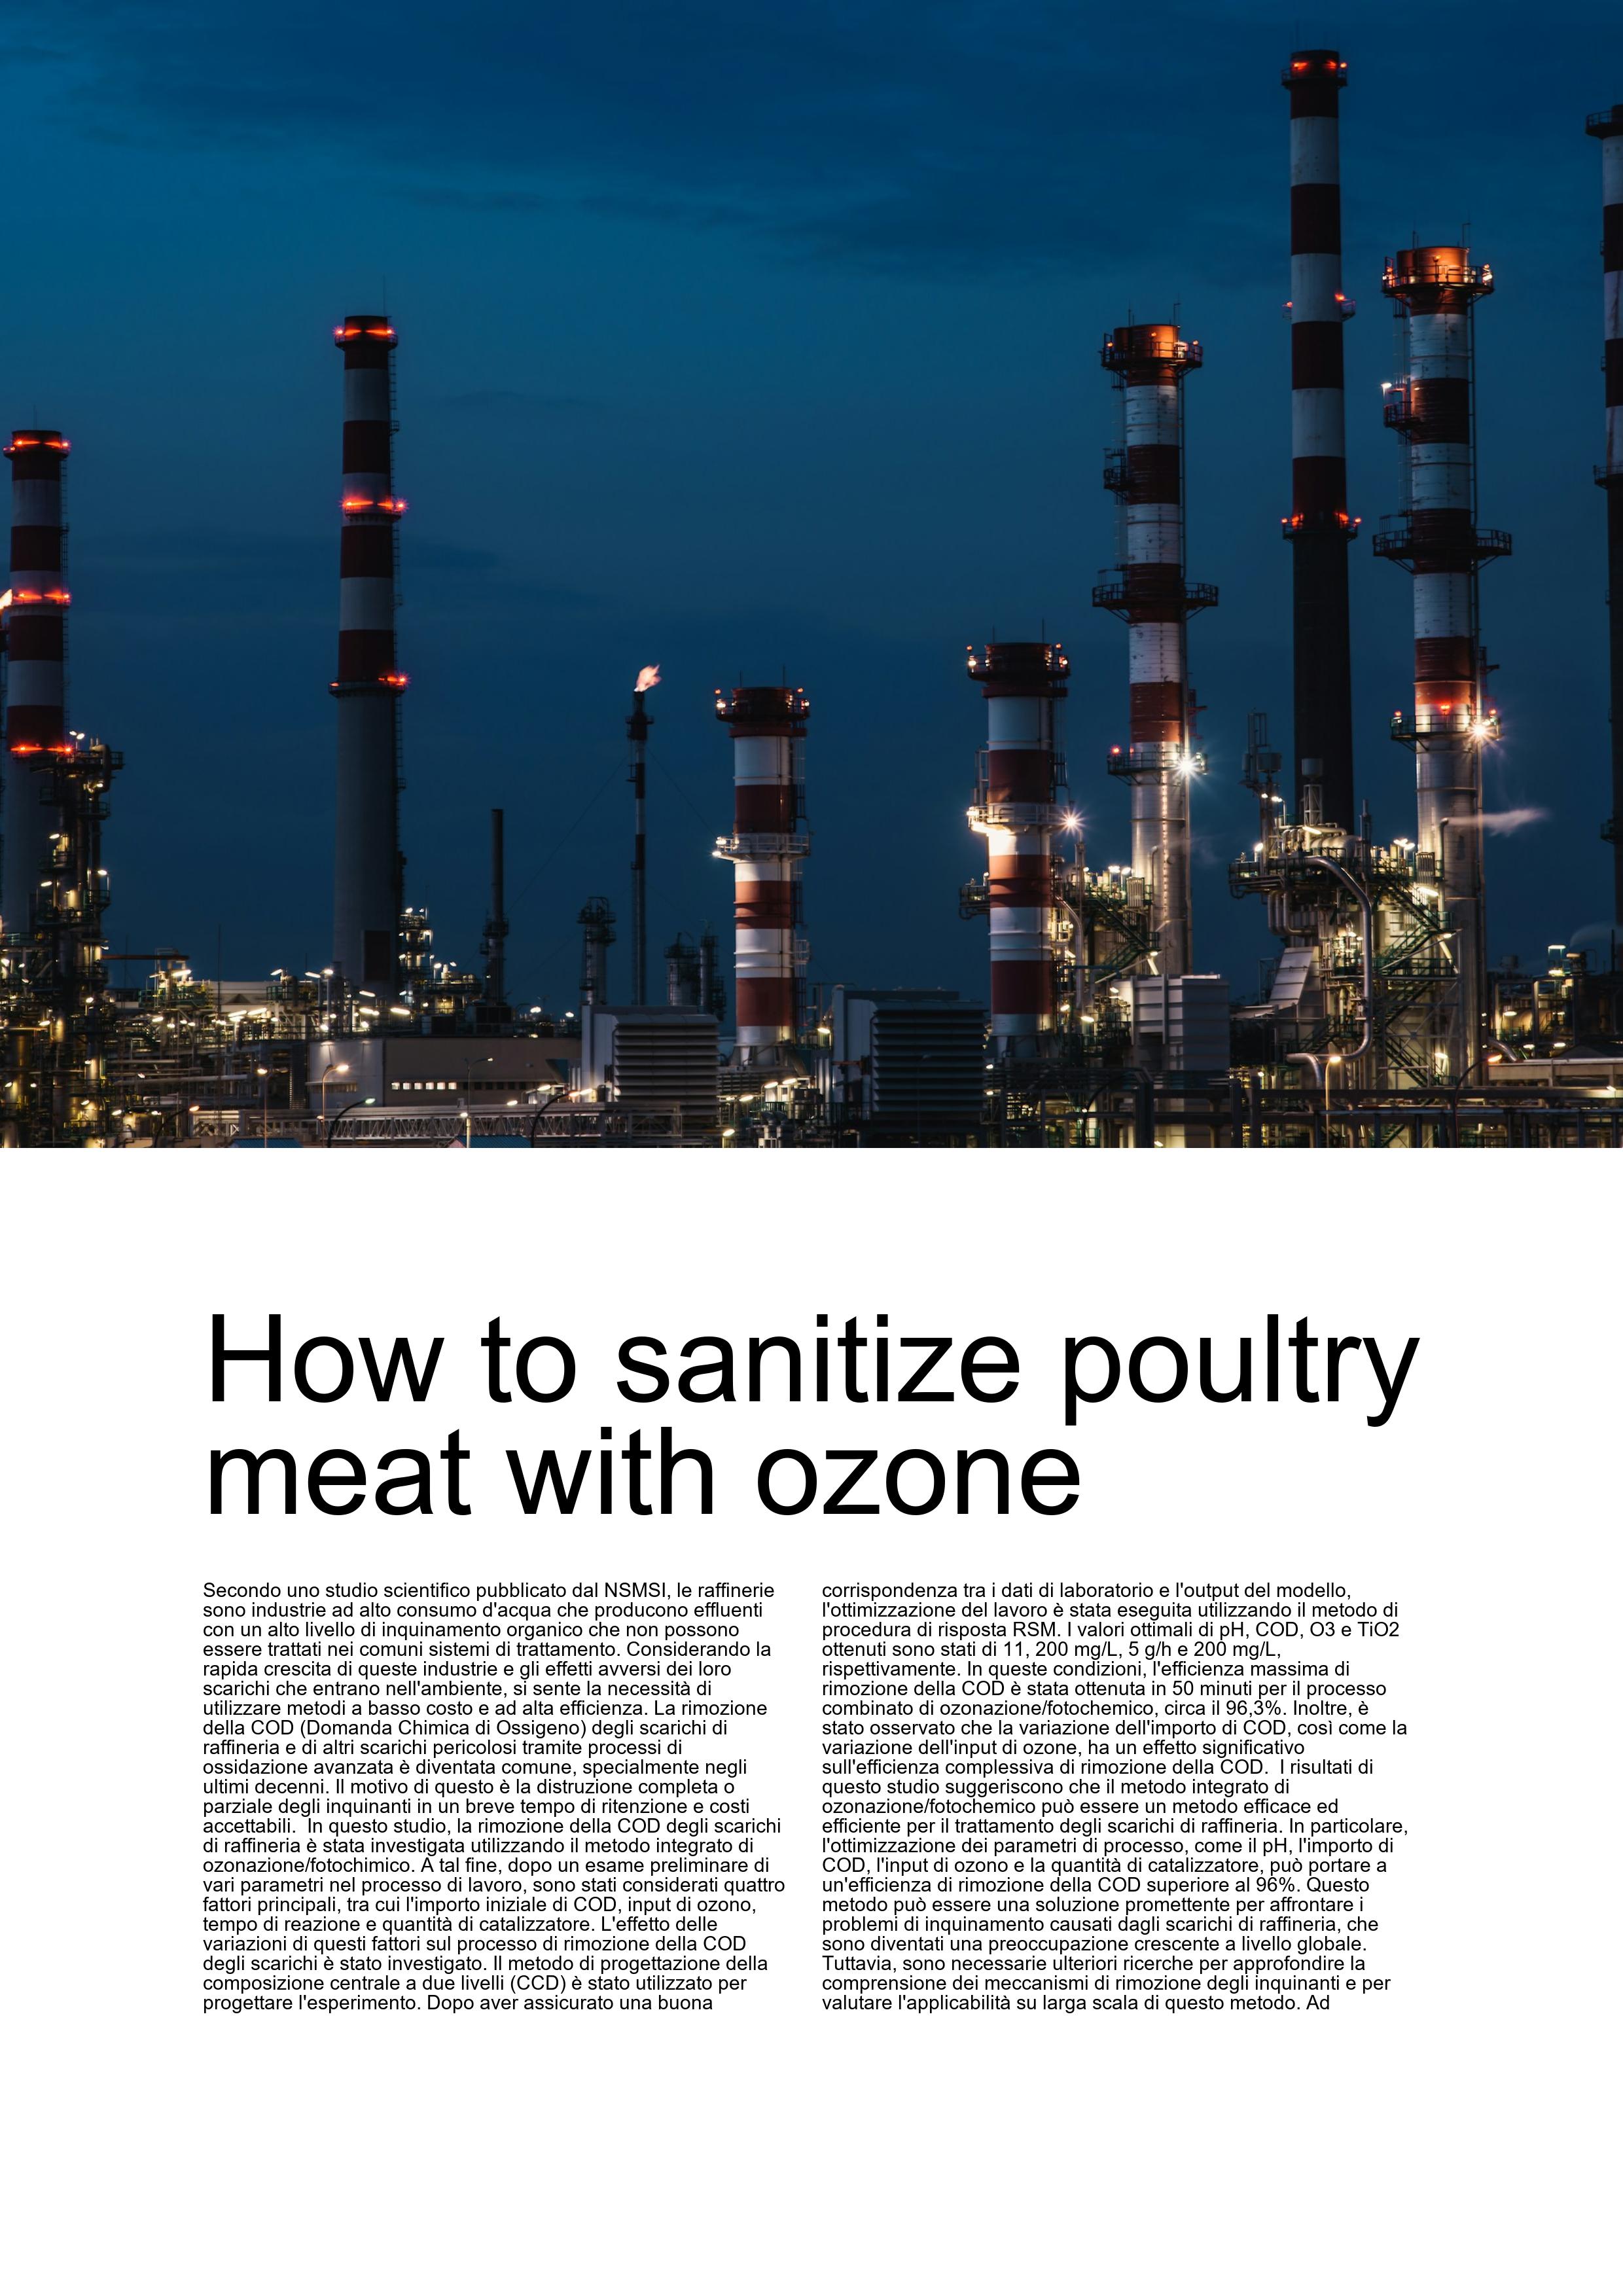 How to sanitize poultry
meat with ozone
Secondo uno studio scientifico pubblicato dal NSMSI, le raffinerie
sono industrie ad alto consumo d'acqua che producono effluenti
con un alto livello di inquinamento organico che non possono
essere trattati nei comuni sistemi di trattamento. Considerando la
rapida crescita di queste industrie e gli effetti avversi dei loro
scarichi che entrano nell'ambiente, si sente la necessità di
utilizzare metodi a basso costo e ad alta efficienza. La rimozione
della COD (Domanda Chimica di Ossigeno) degli scarichi di
raffineria e di altri scarichi pericolosi tramite processi di
ossidazione avanzata è diventata comune, specialmente negli
ultimi decenni. Il motivo di questo è la distruzione completa o
parziale degli inquinanti in un breve tempo di ritenzione e costi
accettabili.  In questo studio, la rimozione della COD degli scarichi
di raffineria è stata investigata utilizzando il metodo integrato di
ozonazione/fotochimico. A tal fine, dopo un esame preliminare di
vari parametri nel processo di lavoro, sono stati considerati quattro
fattori principali, tra cui l'importo iniziale di COD, input di ozono,
tempo di reazione e quantità di catalizzatore. L'effetto delle
variazioni di questi fattori sul processo di rimozione della COD
degli scarichi è stato investigato. Il metodo di progettazione della
composizione centrale a due livelli (CCD) è stato utilizzato per
progettare l'esperimento. Dopo aver assicurato una buona
corrispondenza tra i dati di laboratorio e l'output del modello,
l'ottimizzazione del lavoro è stata eseguita utilizzando il metodo di
procedura di risposta RSM. I valori ottimali di pH, COD, O3 e TiO2
ottenuti sono stati di 11, 200 mg/L, 5 g/h e 200 mg/L,
rispettivamente. In queste condizioni, l'efficienza massima di
rimozione della COD è stata ottenuta in 50 minuti per il processo
combinato di ozonazione/fotochemico, circa il 96,3%. Inoltre, è
stato osservato che la variazione dell'importo di COD, così come la
variazione dell'input di ozone, ha un effetto significativo
sull'efficienza complessiva di rimozione della COD.  I risultati di
questo studio suggeriscono che il metodo integrato di
ozonazione/fotochemico può essere un metodo efficace ed
efficiente per il trattamento degli scarichi di raffineria. In particolare,
l'ottimizzazione dei parametri di processo, come il pH, l'importo di
COD, l'input di ozono e la quantità di catalizzatore, può portare a
un'efficienza di rimozione della COD superiore al 96%. Questo
metodo può essere una soluzione promettente per affrontare i
problemi di inquinamento causati dagli scarichi di raffineria, che
sono diventati una preoccupazione crescente a livello globale.
Tuttavia, sono necessarie ulteriori ricerche per approfondire la
comprensione dei meccanismi di rimozione degli inquinanti e per
valutare l'applicabilità su larga scala di questo metodo. Ad